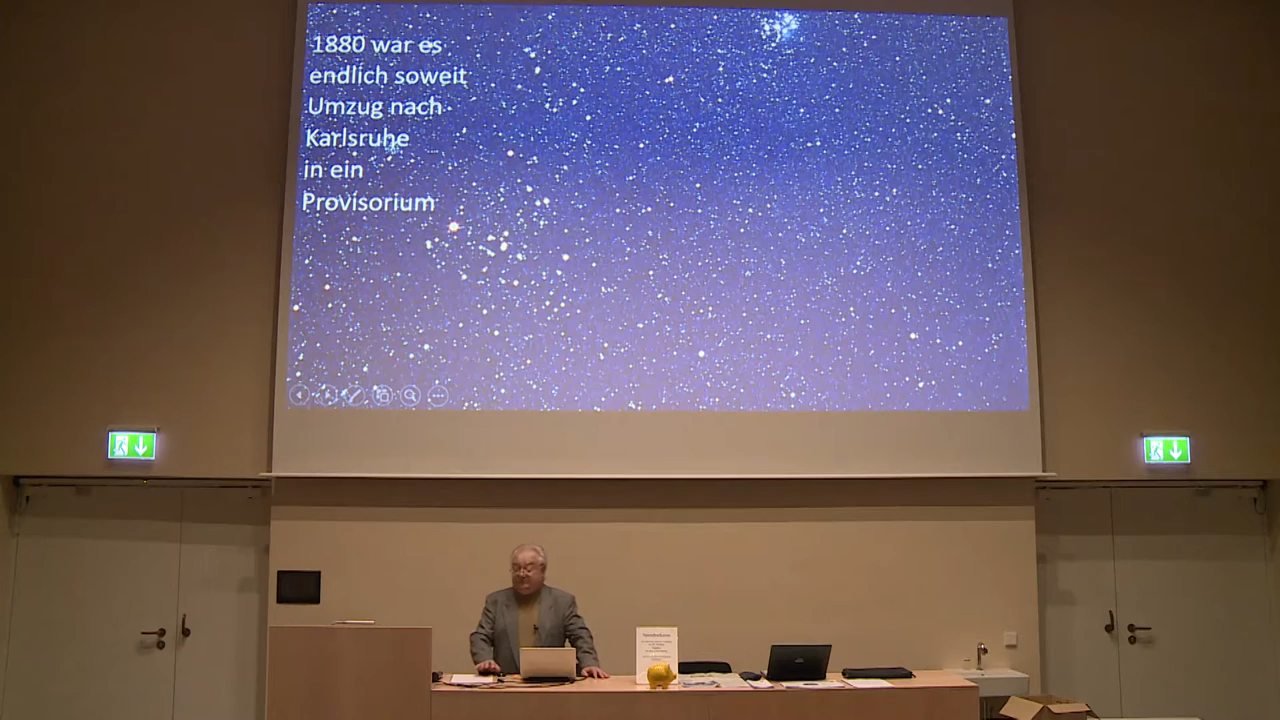 1880 war es
endlich soweit
Umzug nach
Karlsruhe
in ein
Provisorium